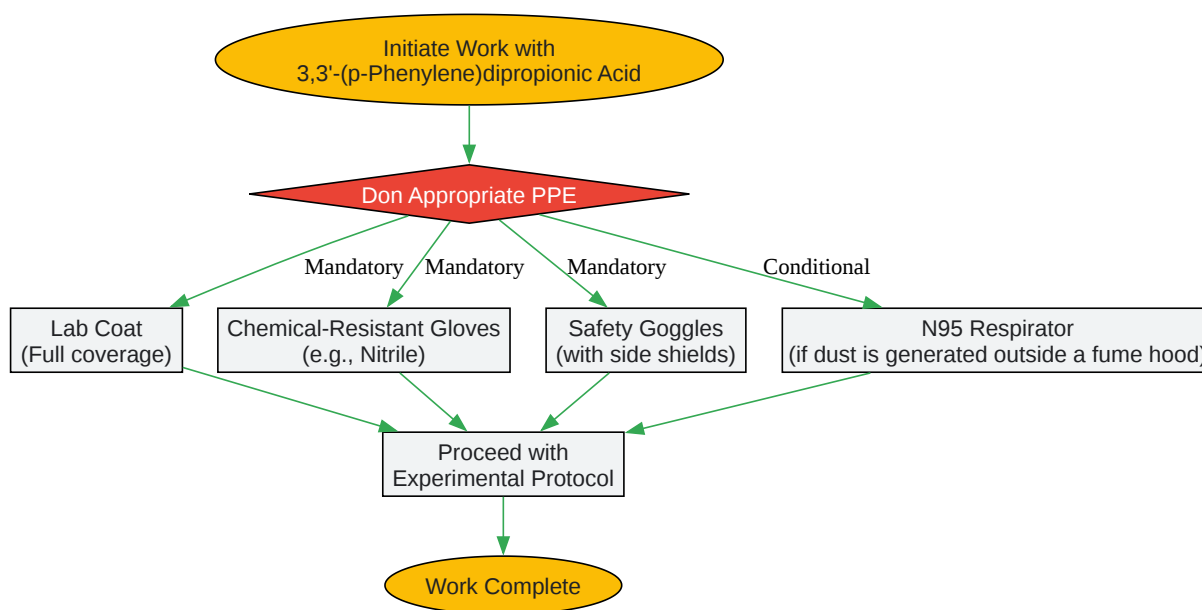 Initiate Work with
3,3'-(p-Phenylene)dipropionic Acid
Don Appropriate PPE
Mandatory
Mandatory
Mandatory
Conditional
Lab Coat
(Full coverage)
Chemical-Resistant Gloves
(e.g., Nitrile)
Safety Goggles
(with side shields)
N95 Respirator
(if dust is generated outside a fume hood)
Proceed with
Experimental Protocol
Work Complete